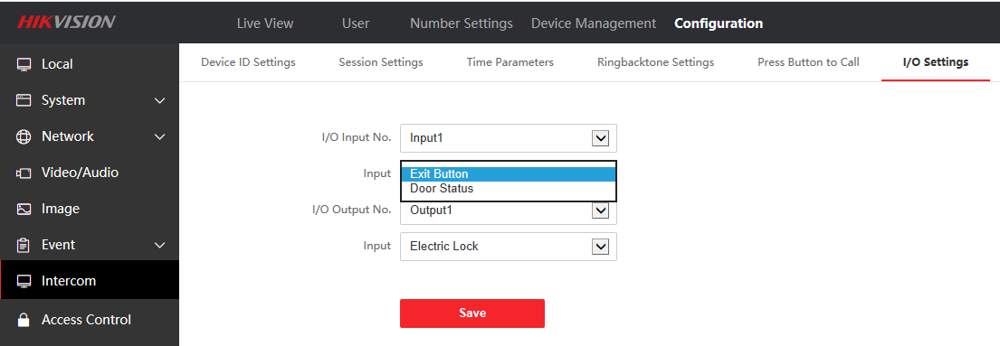 HIKVISION
Live View User Number Settings Device Management Configuration
Local
System
Network
Video/Audio
Image
Event
Intercom
Access Control
Device ID Settings Session Settings Time Parameters Ringbacktone Settings Press Button to Call I/O Settings
I/O Input No. Input1
Input Exit Button
Door Status
I/O Output No. Output1
Input Electric Lock
Save